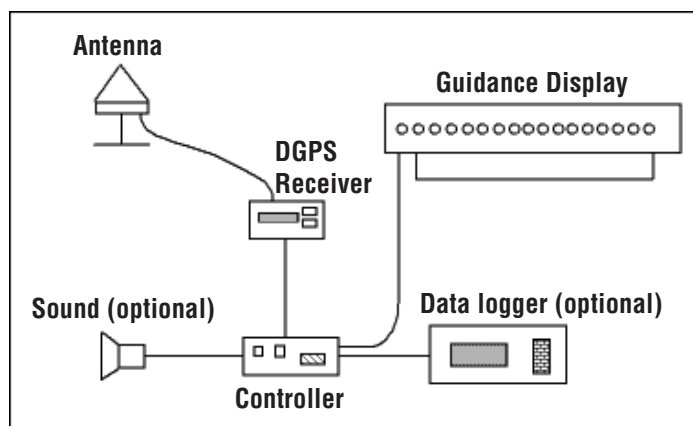 Antenna
Guidance Display
DGPS
Receiver
Sound (optional)
Data logger (optional)
Controller